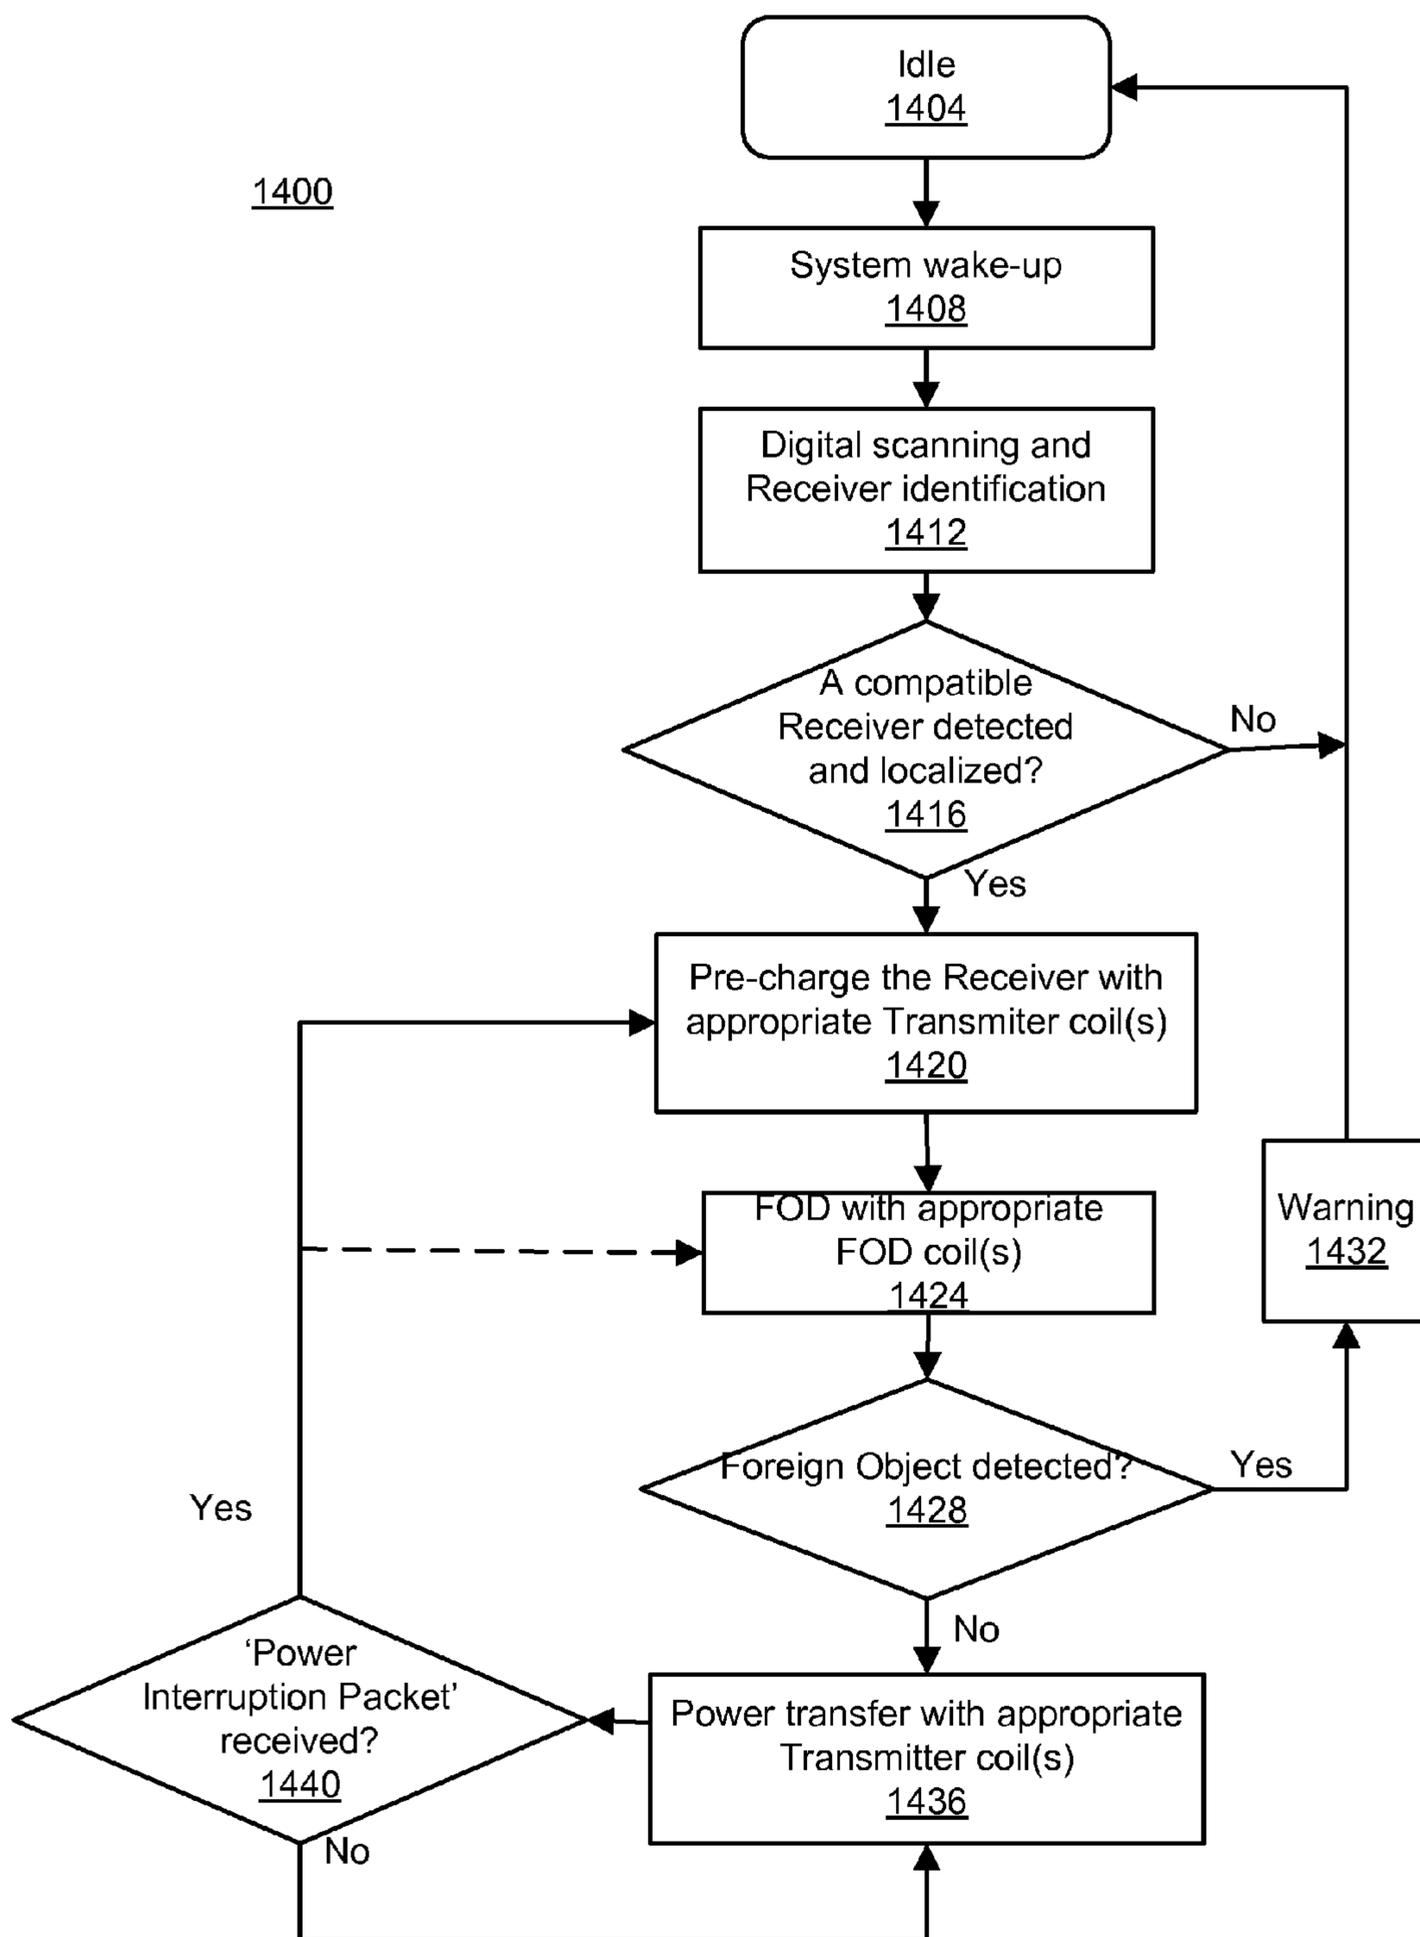 Idle
1404
1400
System wake-up
1408
Digital scanning and
Receiver identification
1412
A compatible
Receiver detected
and localized?
1416
No
Yes
Pre-charge the Receiver with
appropriate Transmiter coil(s)
1420
FOD with appropriate
FOD coil(s)
1424
Warning
1432
Foreign Object detected?
1428
Yes
Yes
No
‘Power
Interruption Packet’
received?
1440
Power transfer with appropriate
Transmitter coil(s)
1436
No